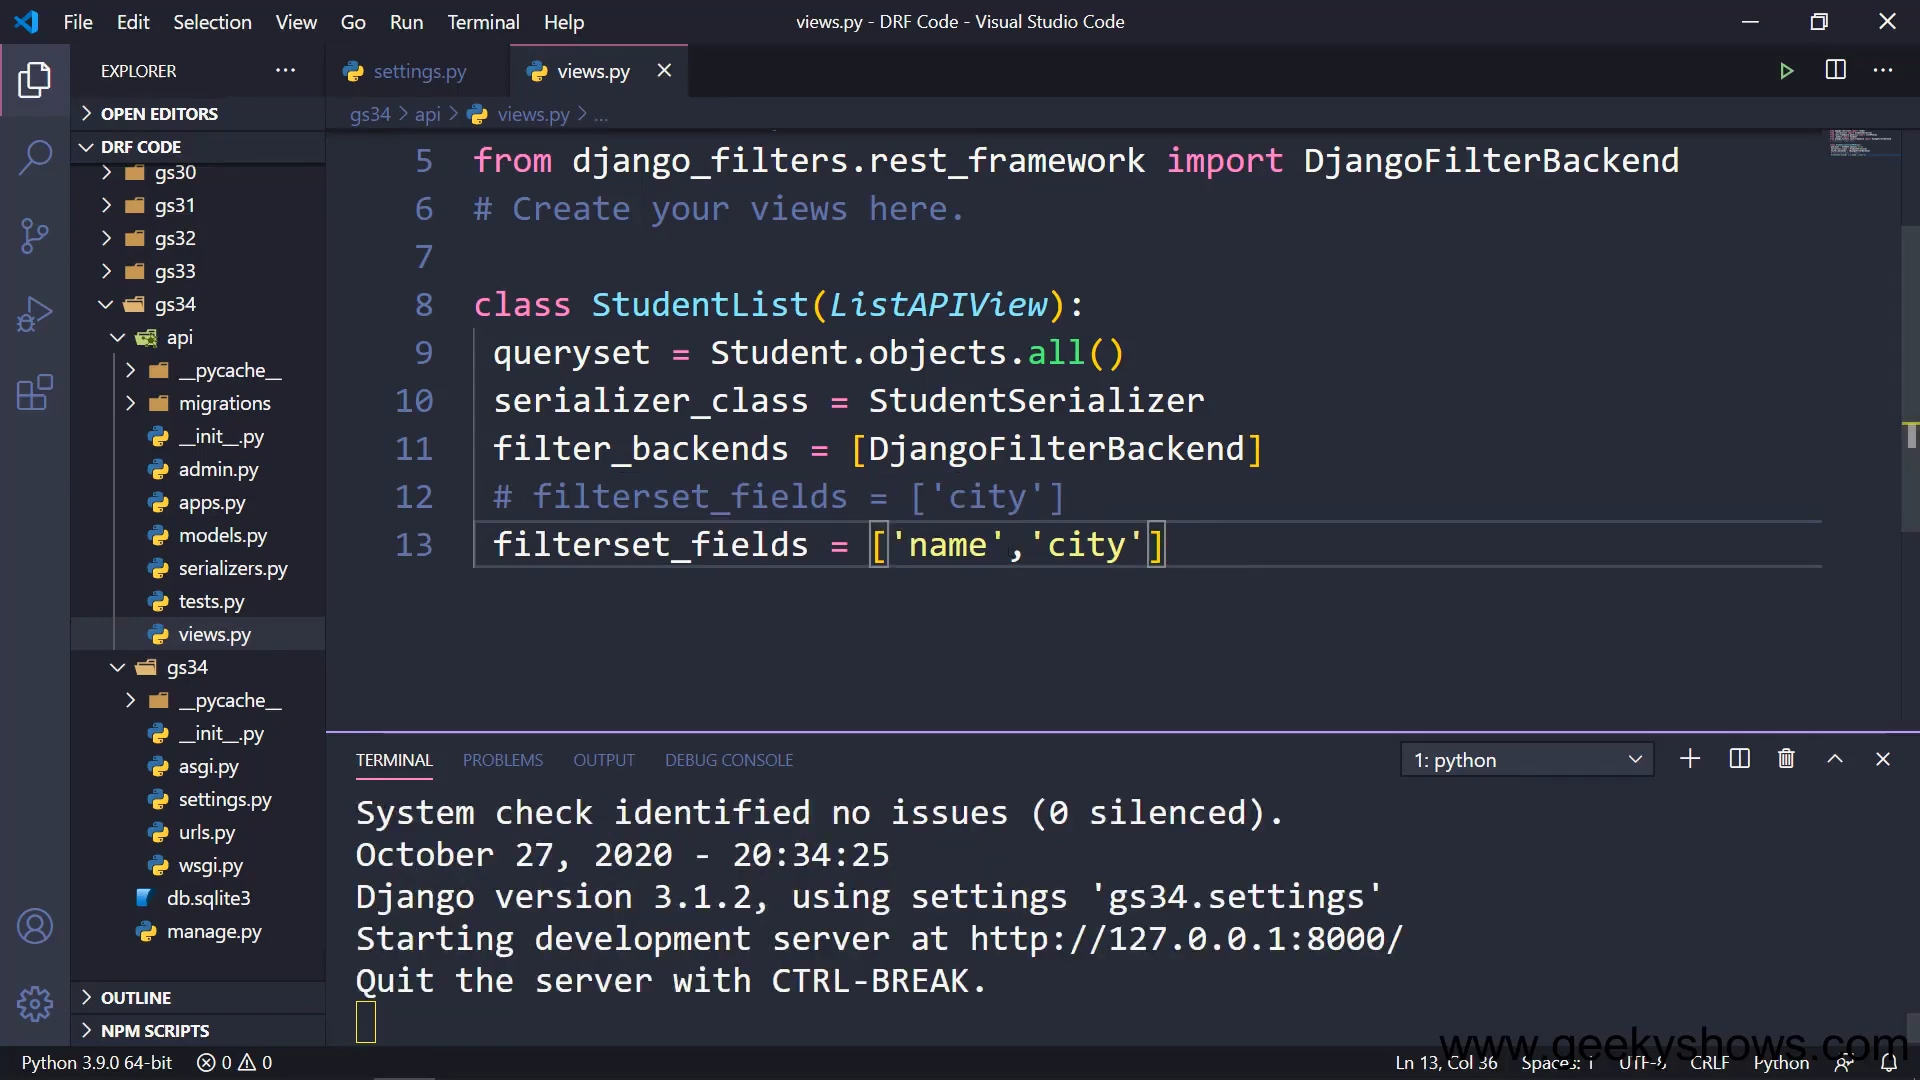 File Edit Selection View Go Run Terminal Help
views.py - DRF Code - Visual Studio Code
EXPLORER
settings.py
views.py
OPEN EDITORS
DRF CODE
gs34 > api > views.py > ...
gs30
gs31
gs32
gs33
gs34
api
__pycache__
migrations
__init__.py
admin.py
apps.py
models.py
serializers.py
tests.py
views.py
gs34
__pycache__
__init__.py
asgi.py
settings.py
urls.py
wsgi.py
db.sqlite3
manage.py
OUTLINE
NPM SCRIPTS
5 from django_filters.rest_framework import DjangoFilterBackend
6 # Create your views here.
7
8 class StudentList(ListAPIView):
9 queryset = Student.objects.all()
10 serializer_class = StudentSerializer
11 filter_backends = [DjangoFilterBackend]
12 # filterset_fields = ['city']
13 filterset_fields = ['name','city']
TERMINAL PROBLEMS OUTPUT DEBUG CONSOLE
1: python
System check identified no issues (0 silenced).
October 27, 2020 - 20:34:25
Django version 3.1.2, using settings 'gs34.settings'
Starting development server at http://127.0.0.1:8000/
Quit the server with CTRL-BREAK.
www.geekyshows.com
Python 3.9.0 64-bit 0 0
Ln 13, Col 36 Spaces: 1 UTF-8 CRLF Python